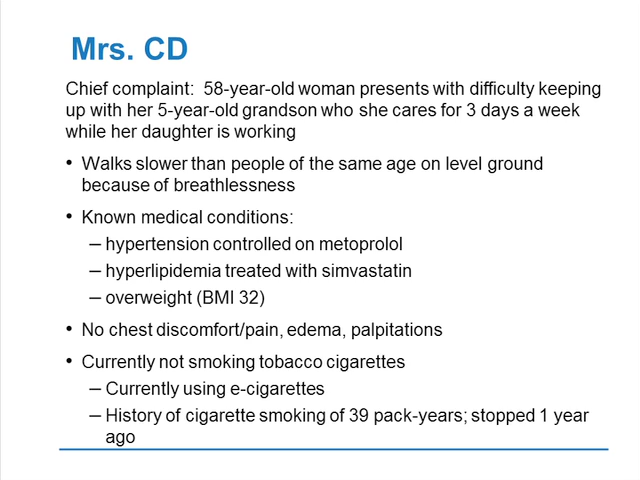 Mrs. CD
Chief complaint:  58-year-old woman presents with difficulty keeping
up with her 5-year-old grandson who she cares for 3 days a week
while her daughter is working
• Walks slower than people of the same age on level ground
because of breathlessness
• Known medical conditions:
– hypertension controlled on metoprolol
– hyperlipidemia treated with simvastatin
– overweight (BMI 32)
• No chest discomfort/pain, edema, palpitations
• Currently not smoking tobacco cigarettes
– Currently using e-cigarettes
– History of cigarette smoking of 39 pack-years; stopped 1 year
ago